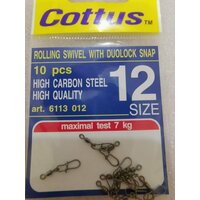 Cottus™
ROLLING SWIVEL WITH DUOLOCK SNAP
10 pcs
HIGH CARBON STEEL
HIGH QUALITY
art. 6113 012
12
SIZE
maximal test 7 kg